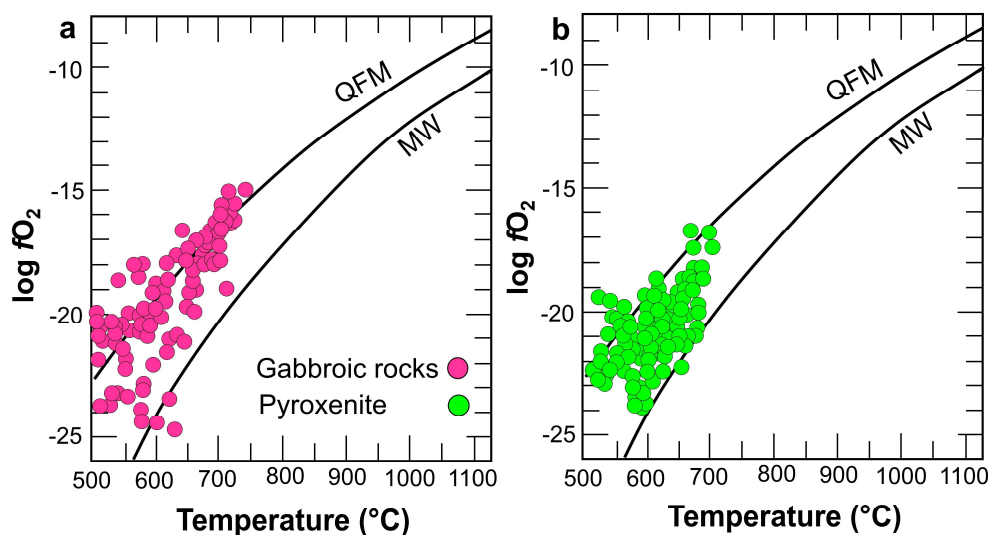 a
QFM
MW
-10
-15
-20
-25
log fO₂
Gabbroic rocks
Pyroxenite
500 600 700 800 900 1000 1100
Temperature (°C)
b
QFM
MW
-10
-15
-20
-25
log fO₂
500 600 700 800 900 1000 1100
Temperature (°C)